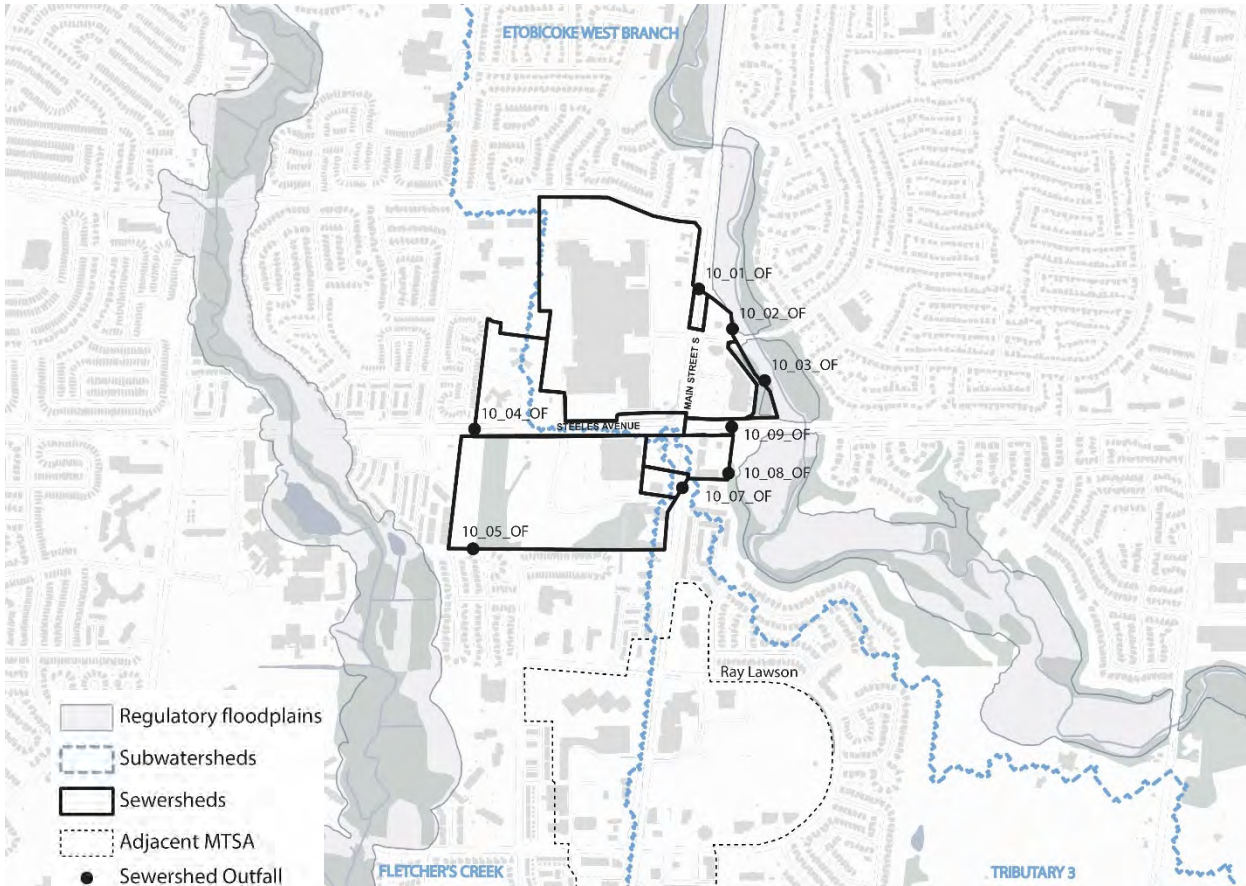 ETOBICOKE WEST BRANCH
10_01_OF
10_02_OF
MAIN STREET S
10_03_OF
10_04_OF
STEELES AVENUE
10_09_OF
10_08_OF
10_07_OF
10_05_OF
Ray Lawson
Regulatory floodplains
Subwatersheds
Sewersheds
Adjacent MTSA
Sewershed Outfall
FLETCHER'S CREEK
TRIBUTARY 3